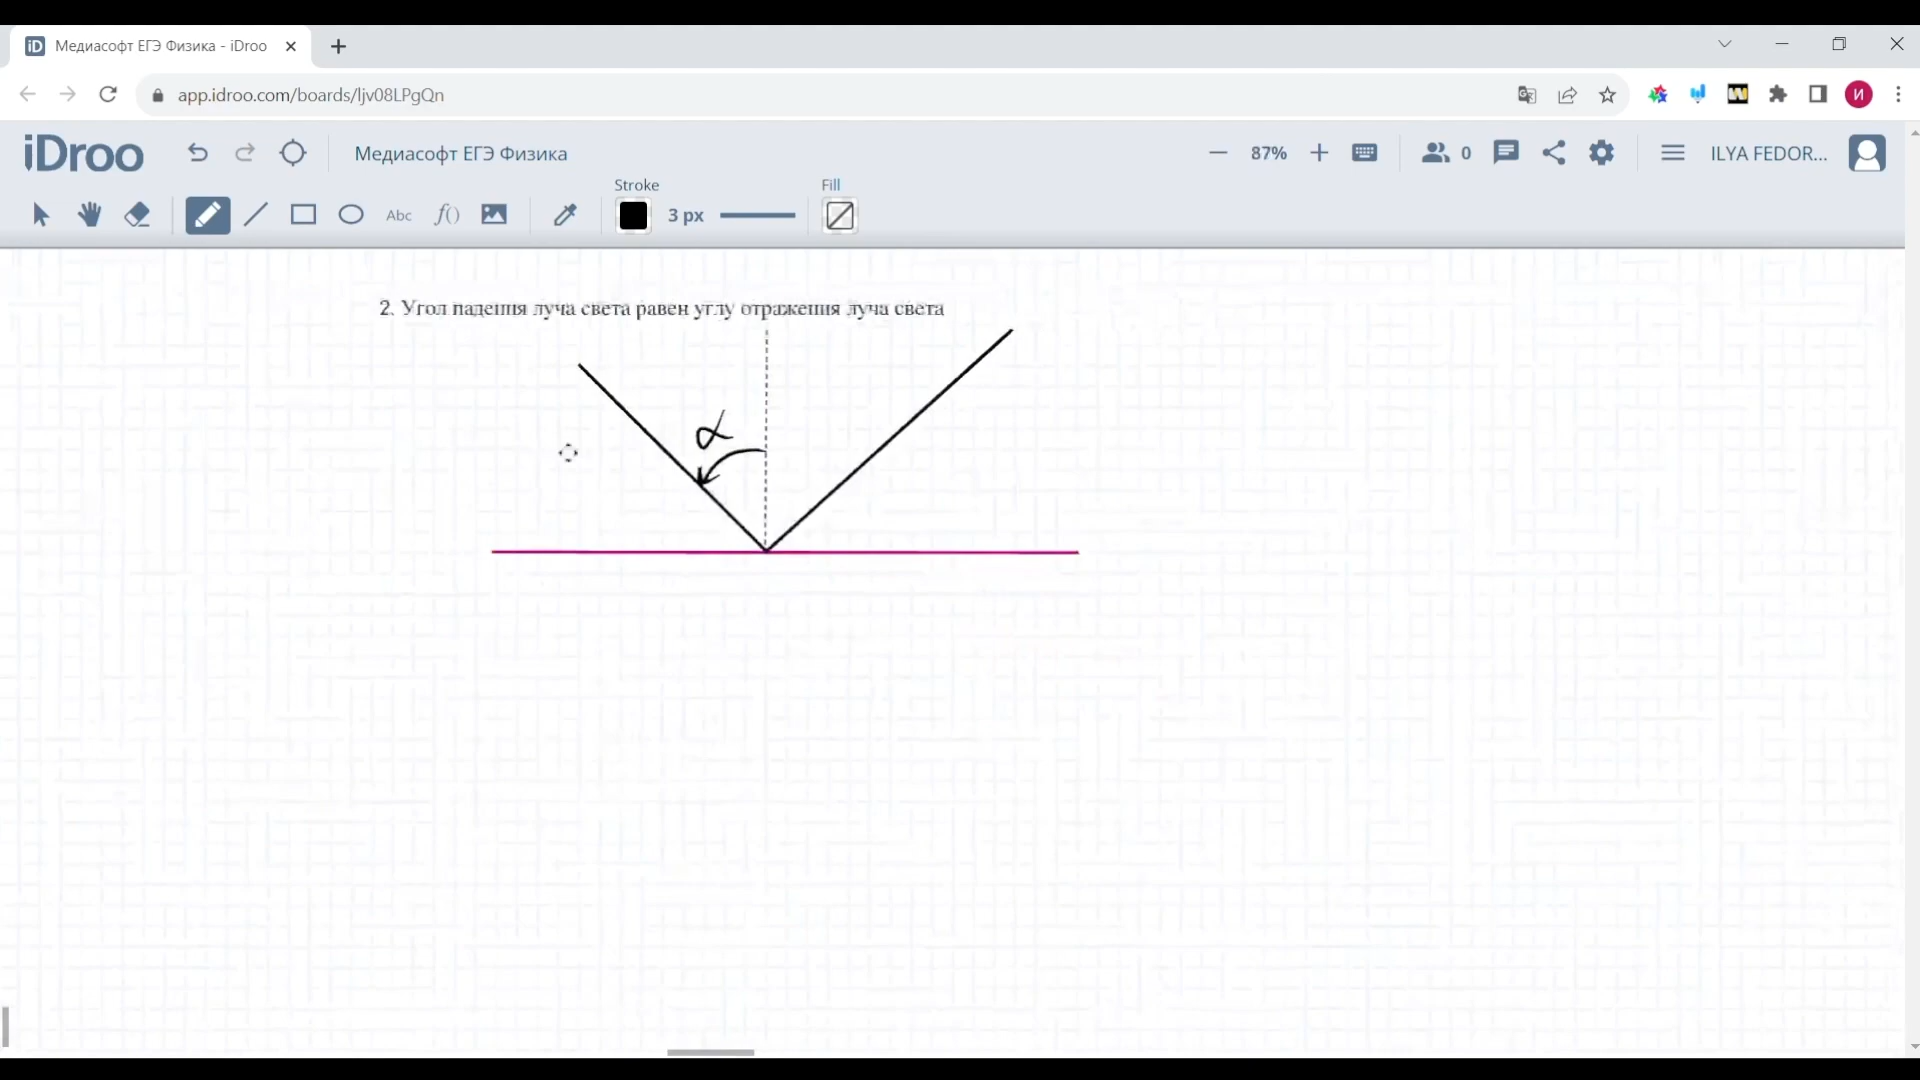 Медиасофт ЕГЭ Физика - iDroo
app.idroo.com/boards/ljv08LPgQn
И
iDroo
Медиасофт ЕГЭ Физика
87%
0
ILYA FEDOR...
Stroke
Fill
Abc
f()
3 px
2. Угол падения луча света равен углу отражения луча света
α